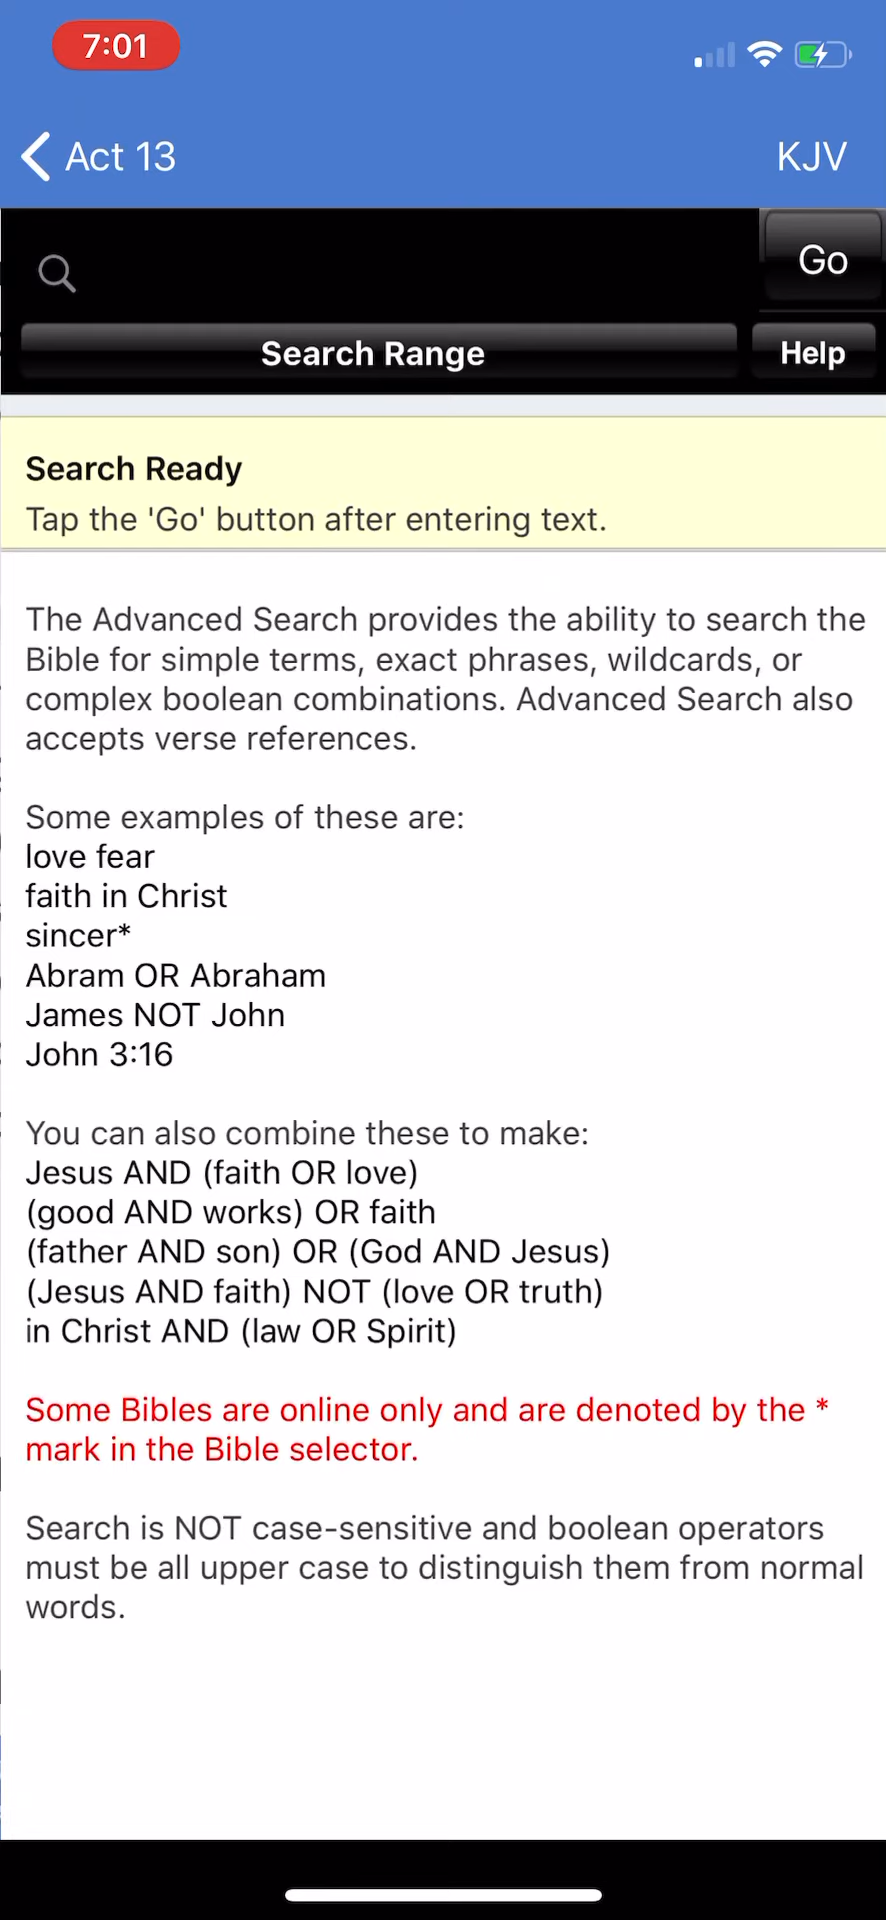 7:01
Act 13
KJV
Go
Search Range
Help
Search Ready
Tap the 'Go' button after entering text.
The Advanced Search provides the ability to search the
Bible for simple terms, exact phrases, wildcards, or
complex boolean combinations. Advanced Search also
accepts verse references.
Some examples of these are:
love fear
faith in Christ
sincer*
Abram OR Abraham
James NOT John
John 3:16
You can also combine these to make:
Jesus AND (faith OR love)
(good AND works) OR faith
(father AND son) OR (God AND Jesus)
(Jesus AND faith) NOT (love OR truth)
in Christ AND (law OR Spirit)
Some Bibles are online only and are denoted by the *
mark in the Bible selector.
Search is NOT case-sensitive and boolean operators
must be all upper case to distinguish them from normal
words.